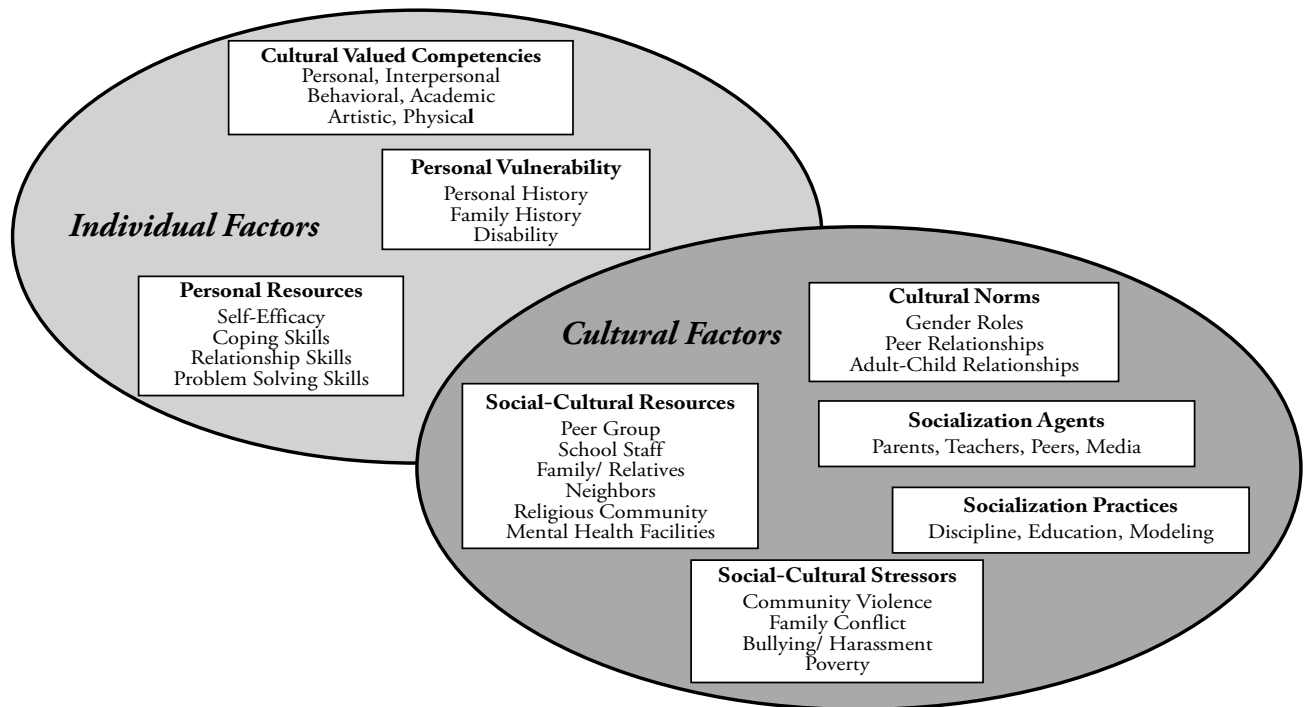 Cultural Valued Competencies
Personal, Interpersonal
Behavioral, Academic
Artistic, Physical
Personal Vulnerability
Personal History
Family History
Disability
Individual Factors
Personal Resources
Self-Efficacy
Coping Skills
Relationship Skills
Problem Solving Skills
Cultural Factors
Cultural Norms
Gender Roles
Peer Relationships
Adult-Child Relationships
Social-Cultural Resources
Peer Group
School Staff
Family/ Relatives
Neighbors
Religious Community
Mental Health Facilities
Socialization Agents
Parents, Teachers, Peers, Media
Socialization Practices
Discipline, Education, Modeling
Social-Cultural Stressors
Community Violence
Family Conflict
Bullying/ Harassment
Poverty